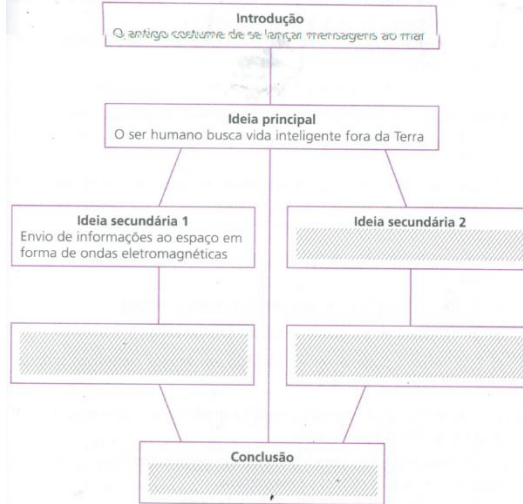 Introdução
O antigo costume de se lançar mensagens ao mar
Ideia principal
O ser humano busca vida inteligente fora da Terra
Ideia secundária 1
Envio de informações ao espaço em
forma de ondas eletromagnéticas
Ideia secundária 2
Conclusão